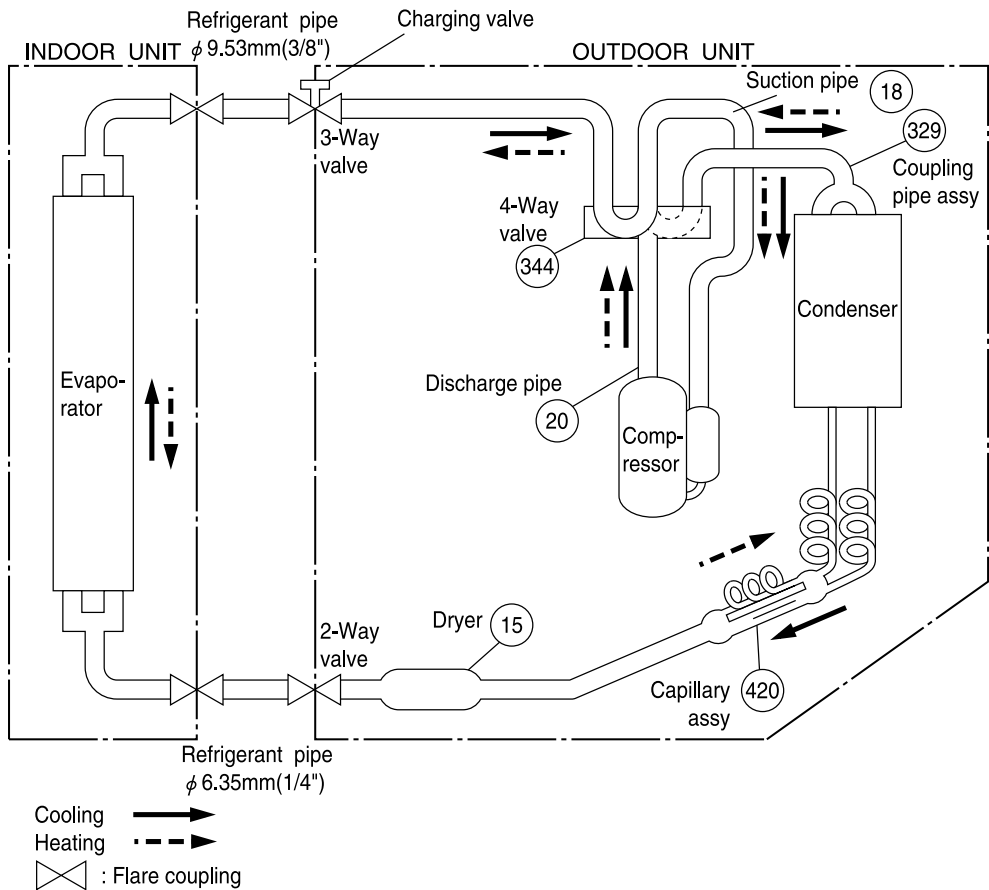 Refrigerant pipe
φ 9.53mm(3/8")
Charging valve
INDOOR UNIT
OUTDOOR UNIT
Suction pipe
18
329
3-Way
valve
Coupling
pipe assy
4-Way
valve
344
Condenser
Evapo-
rator
Discharge pipe
20
Comp-
ressor
Dryer
15
2-Way
valve
Capillary
assy
420
Refrigerant pipe
φ 6.35mm(1/4")
Cooling
Heating
: Flare coupling